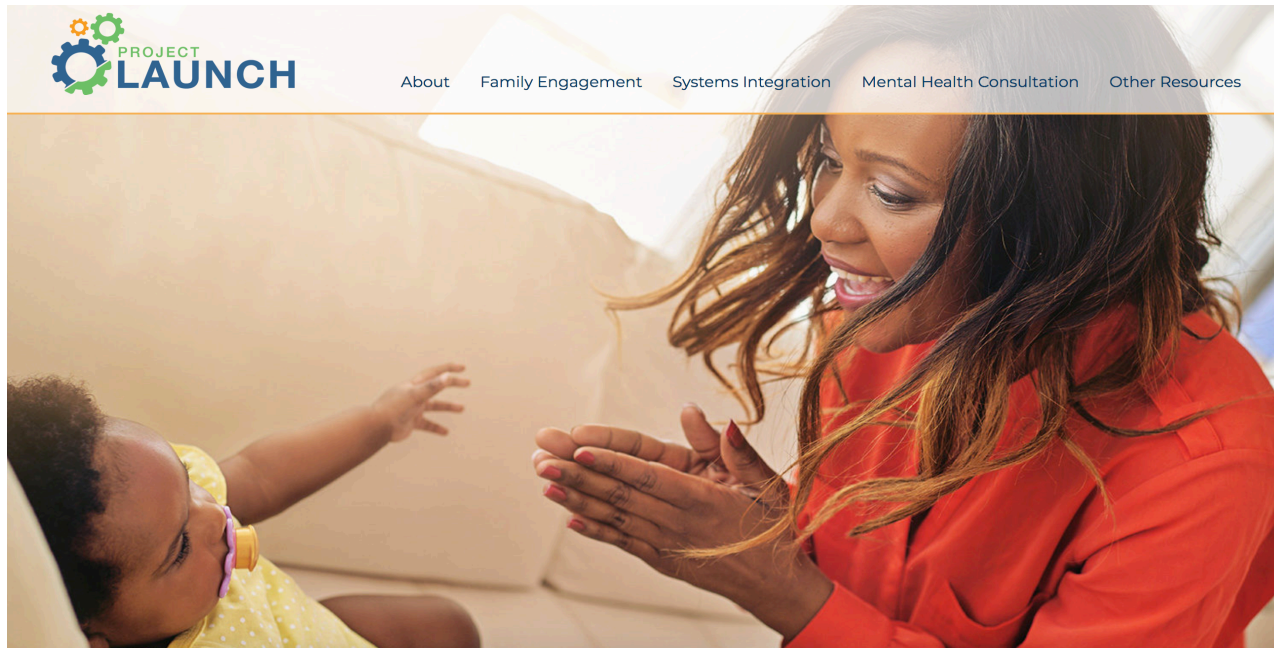 PROJECT
LAUNCH
About Family Engagement Systems Integration Mental Health Consultation Other Resources